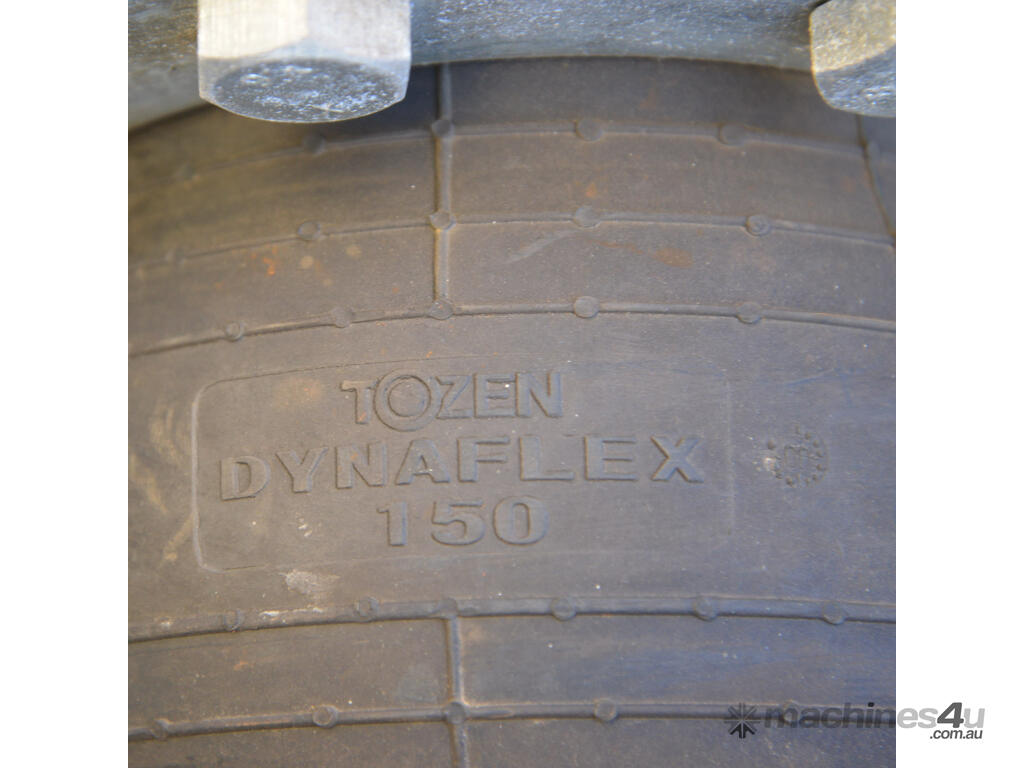 TOZEN
DYNAFLEX
150
machines4u
.com.au